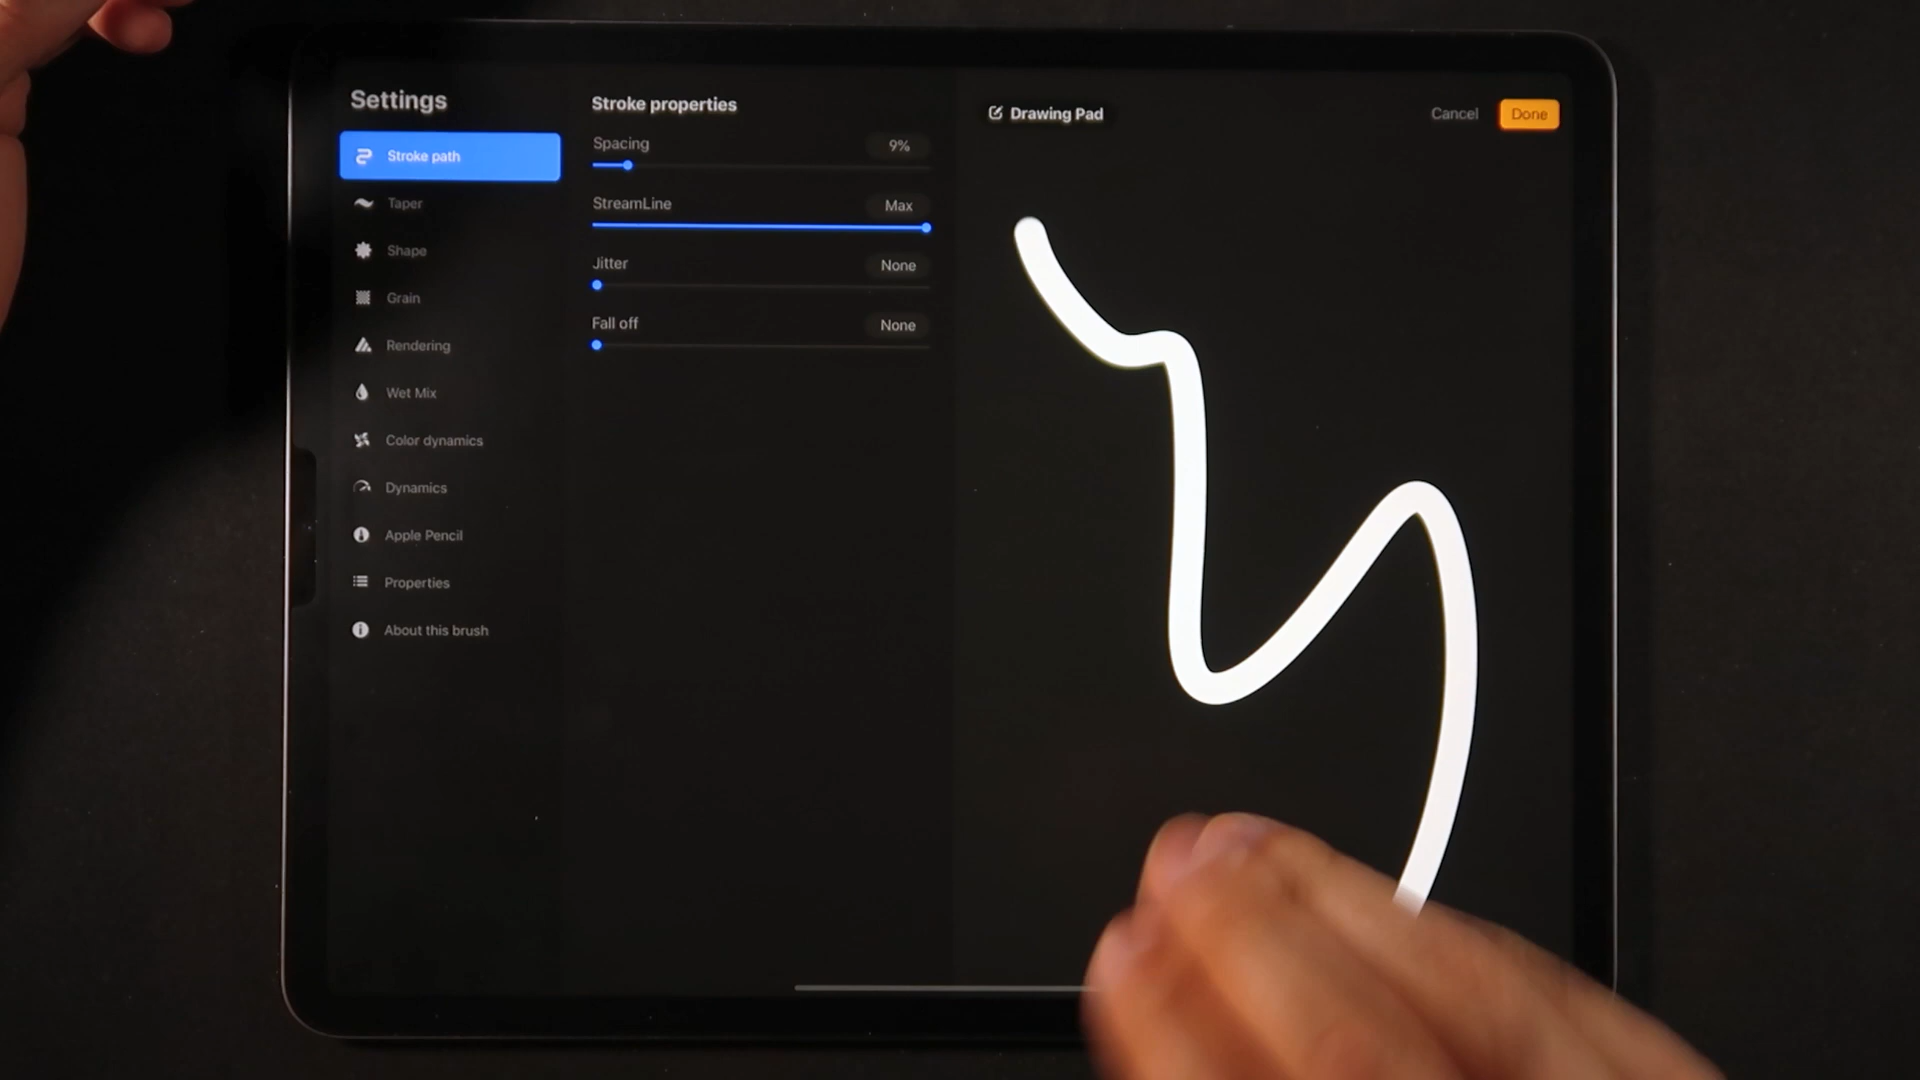 Settings
Stroke path
Taper
Shape
Grain
Rendering
Wet Mix
Color dynamics
Dynamics
Apple Pencil
Properties
About this brush
Stroke properties
Spacing 9%
StreamLine Max
Jitter None
Fall off None
Drawing Pad
Cancel Done